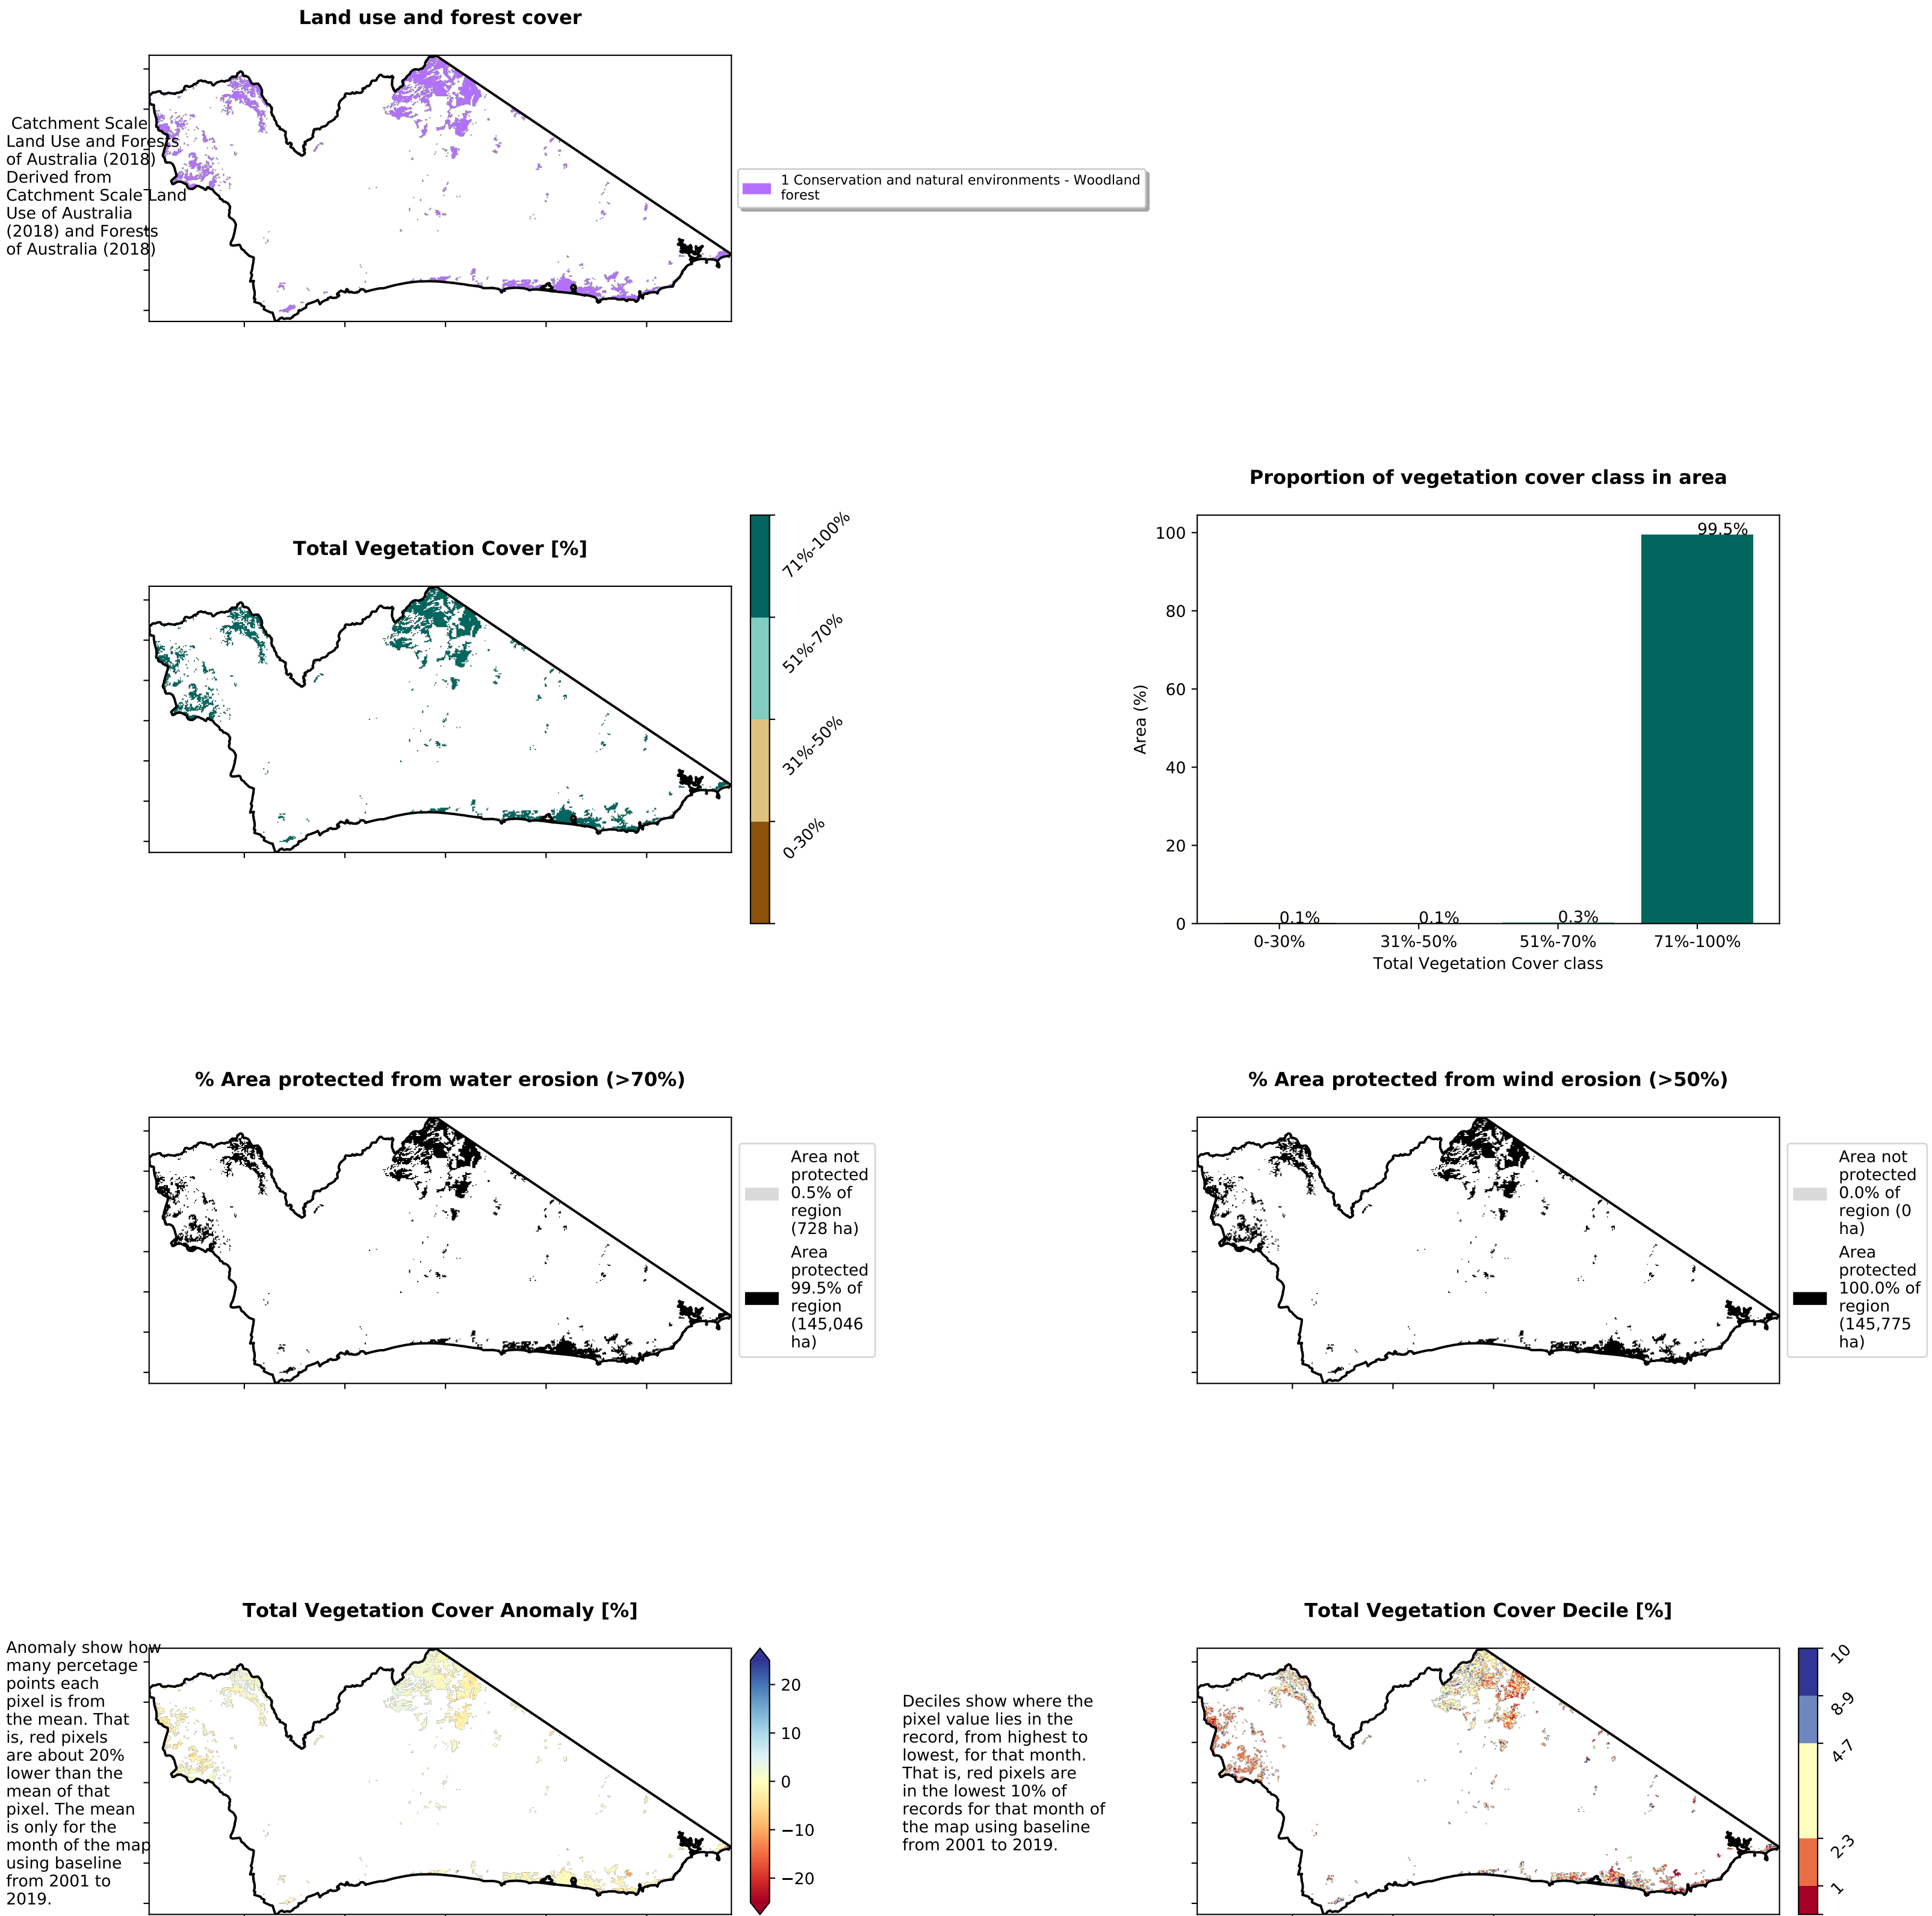 Land use and forest cover
Catchment Scale
Land Use and Forests
of Australia (2018)
Derived from
Catchment Scale Land
Use of Australia
(2018) and Forests
of Australia (2018)
1 Conservation and natural environments - Woodland
forest
Total Vegetation Cover [%]
71%-100%
51%-70%
31%-50%
0-30%
Proportion of vegetation cover class in area
100
80
60
40
20
0
Area (%)
0.1%
0.1%
0.3%
99.5%
0-30%
31%-50%
51%-70%
71%-100%
Total Vegetation Cover class
% Area protected from water erosion (>70%)
Area not
protected
0.5% of
region
(728 ha)
Area
protected
99.5% of
region
(145,046
ha)
% Area protected from wind erosion (>50%)
Area not
protected
0.0% of
region (0
ha)
Area
protected
100.0% of
region
(145,775
ha)
Total Vegetation Cover Anomaly [%]
Anomaly show how
many percetage
points each
pixel is from
the mean. That
is, red pixels
are about 20%
lower than the
mean of that
pixel. The mean
is only for the
month of the map
using baseline
from 2001 to
2019.
20
10
0
−10
−20
Total Vegetation Cover Decile [%]
Deciles show where the
pixel value lies in the
record, from highest to
lowest, for that month.
That is, red pixels are
in the lowest 10% of
records for that month of
the map using baseline
from 2001 to 2019.
10
8-9
4-7
2-3
1